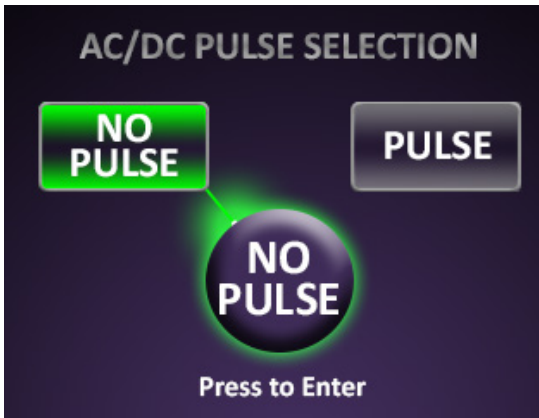 AC/DC PULSE SELECTION
NO
PULSE
PULSE
NO
PULSE
Press to Enter